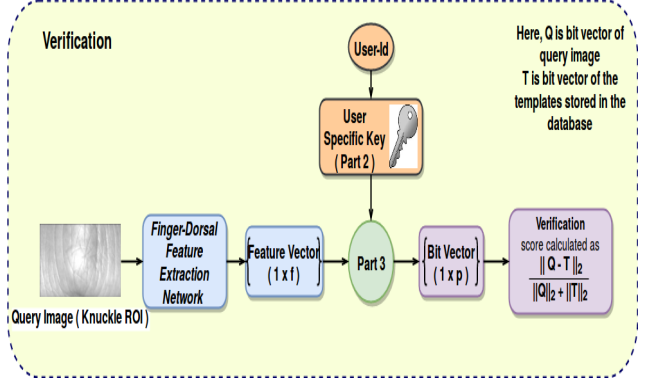 Verification
User-Id
Here, Q is bit vector of
query image
T is bit vector of the
templates stored in the
database
User
Specific Key
( Part 2 )
Finger-Dorsal
Feature
Extraction
Network
Feature Vector
( 1 x f )
Part 3
Bit Vector
( 1 x p )
Verification
score calculated as
|| Q - T ||2
||Q||2 + ||T||2
Query Image ( Knuckle ROI )